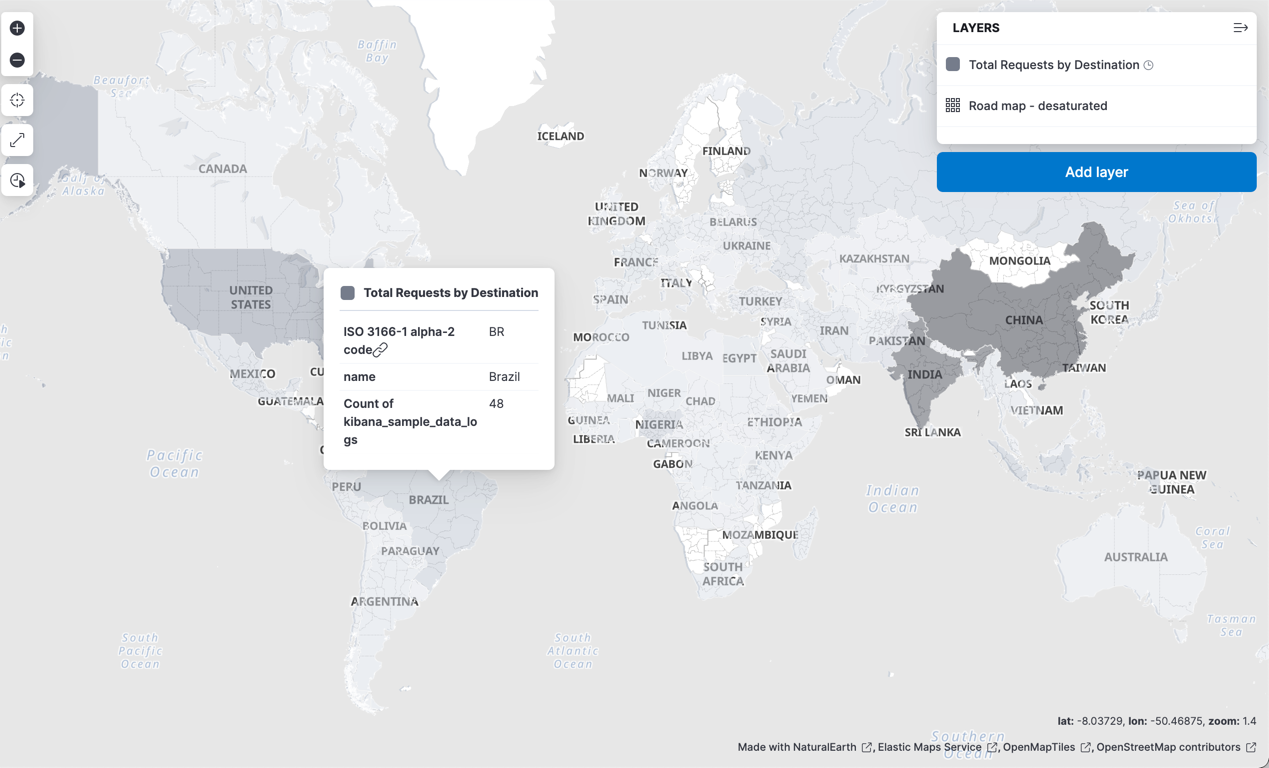 LAYERS
Total Requests by Destination
Road map - desaturated
Add layer
Baffin
Bay
Beaufort
Gulf of
Alaska
ICELAND
FINLAND
NORWAY
CANADA
UNITED
KINGDOM
BELARUS
Sea of
Okhots
UKRAINE
FRANCE
KAZAKHSTAN
MONGOLIA
ITALY
KYRGYZSTAN
UNITED
STATES
SPAIN
TURKEY
SOUTH
KOREA
CHINA
SYRIA
TUNISIA
IRAN
MOROCCO
PAKISTAN
LIBYA
EGYPT
SAUDI
ARABIA
TAIWAN
MEXICO
CU
INDIA
OMAN
LAOS
NIGER
MALI
CHAD
YEMEN
GUATEMALA
VIETNAM
GUINEA
NIGERIA
ETHIOPIA
SRI LANKA
LIBERIA
CAMEROON
KENYA
GABON
Total Requests by Destination
ISO 3166-1 alpha-2
code
BR
name
Brazil
Count of
kibana_sample_data_lo
gs
48
Pacific
Ocean
PERU
BRAZIL
BOLIVIA
PARAGUAY
ARGENTINA
TANZANIA
ANGOLA
Indian
Ocean
PAPUA NEW
GUINEA
MOZAMBIQUE
SOUTH
AFRICA
Coral
Sea
AUSTRALIA
Tasman
Sea
South
Pacific
Ocean
South
Atlantic
Ocean
lat: -8.03729, lon: -50.46875, zoom: 1.4
Southern
Ocean
Made with NaturalEarth , Elastic Maps Service , OpenMapTiles , OpenStreetMap contributors